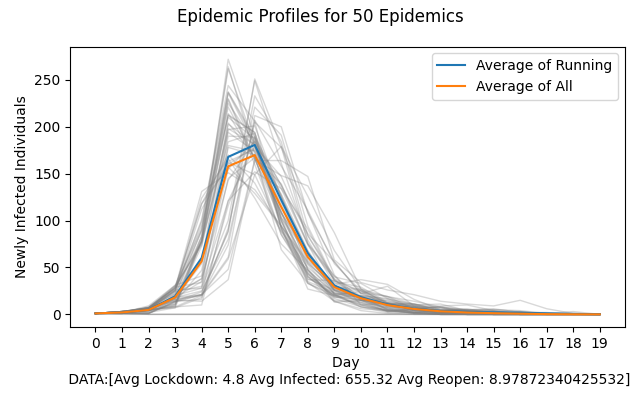 Epidemic Profiles for 50 Epidemics
Average of Running
Average of All
Newly Infected Individuals
250
200
150
100
50
0
0 1 2 3 4 5 6 7 8 9 10 11 12 13 14 15 16 17 18 19
Day
DATA:[Avg Lockdown: 4.8 Avg Infected: 655.32 Avg Reopen: 8.97872340425532]